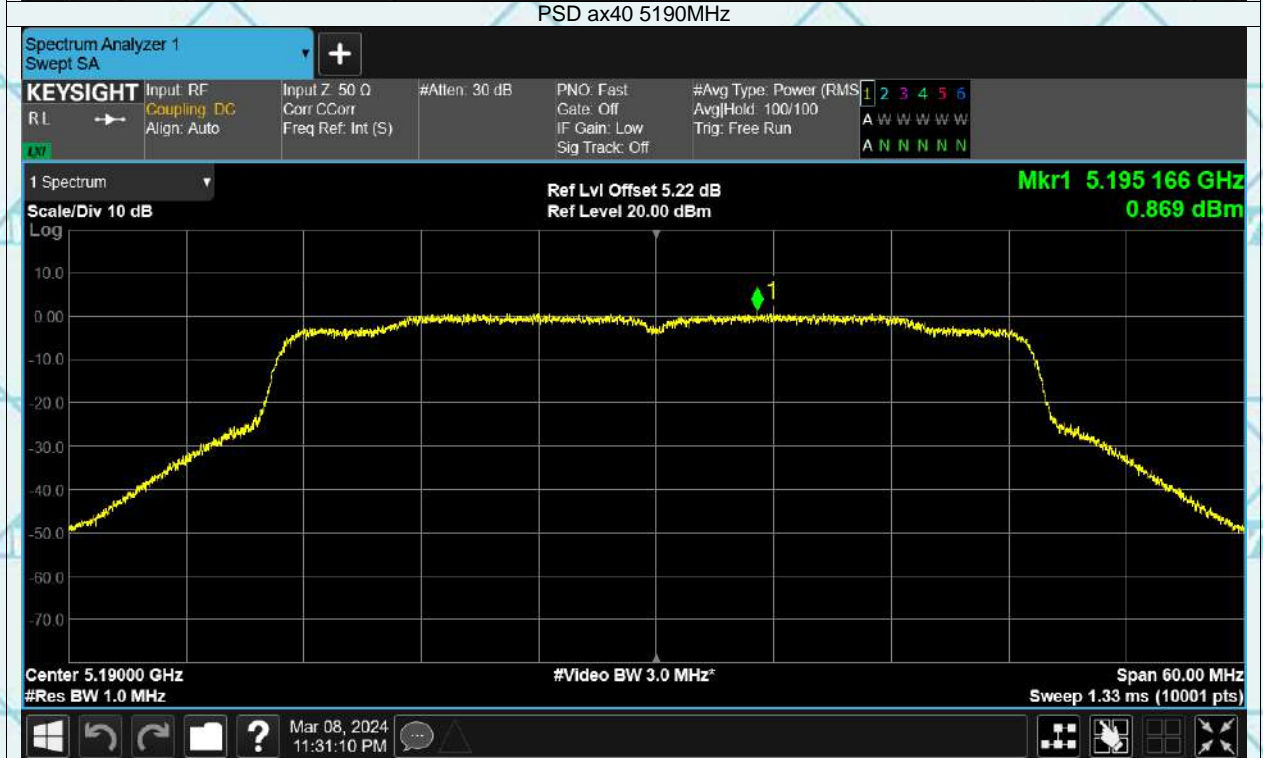 PSD ax40 5190MHz
Spectrum Analyzer 1
Swept SA
KEYSIGHT
R L
LXI
Input: RF
Coupling: DC
Align: Auto
Input Z: 50 Ω
Corr CCorr
Freq Ref: Int (S)
#Atten: 30 dB
PNO: Fast
Gate: Off
IF Gain: Low
Sig Track: Off
#Avg Type: Power (RMS
Avg|Hold: 100/100
Trig: Free Run
1 2 3 4 5 6
A W W W W W
A N N N N N
1 Spectrum
Scale/Div 10 dB
Ref Lvl Offset 5.22 dB
Ref Level 20.00 dBm
Mkr1 5.195 166 GHz
0.869 dBm
Log
10.0
0.00
-10.0
-20.0
-30.0
-40.0
-50.0
-60.0
-70.0
1
Center 5.19000 GHz
#Res BW 1.0 MHz
#Video BW 3.0 MHz*
Span 60.00 MHz
Sweep 1.33 ms (10001 pts)
?
Mar 08, 2024
11:31:10 PM